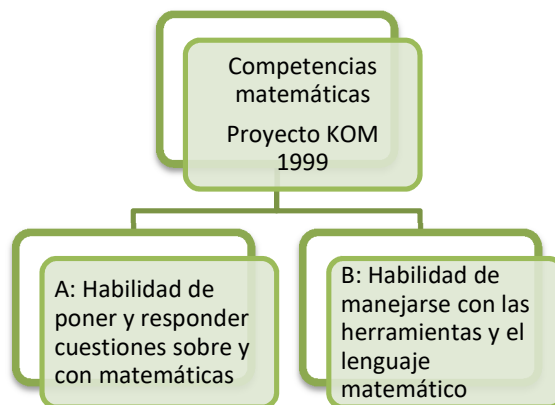 Competencias
matemáticas
Proyecto KOM
1999
A: Habilidad de
poner y responder
cuestiones sobre y
con matemáticas
B: Habilidad de
manejarse con las
herramientas y el
lenguaje
matemático